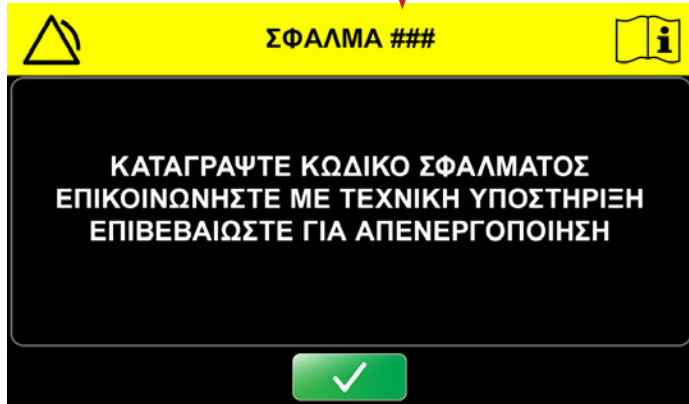 ΣΦΑΛΜΑ ###
ΚΑΤΑΓΡΑΨΤΕ ΚΩΔΙΚΟ ΣΦΑΛΜΑΤΟΣ
ΕΠΙΚΟΙΝΩΝΗΣΤΕ ΜΕ ΤΕΧΝΙΚΗ ΥΠΟΣΤΗΡΙΞΗ
ΕΠΙΒΕΒΑΙΩΣΤΕ ΓΙΑ ΑΠΕΝΕΡΓΟΠΟΙΗΣΗ